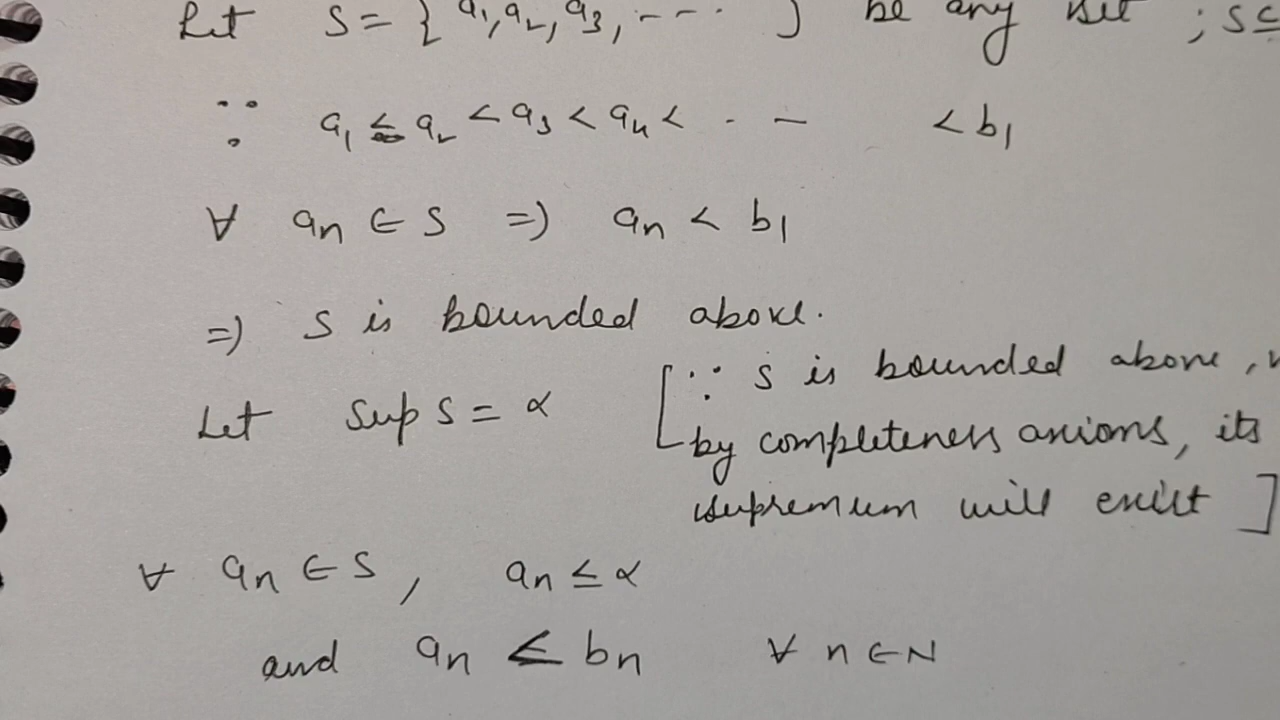 Let S = { a1, a2, a3, --- } be any set ; S ⊆
∵ a1 ≤ a2 < a3 < a4 < . - < b1
∀ an ∈ S => an < b1
=> S is bounded above.
Let Sup S = α [∵ S is bounded above,
by completeness axioms, its
supremum will exist ]
∀ an ∈ S, an ≤ α
and an ≤ bn ∀ n ∈ N